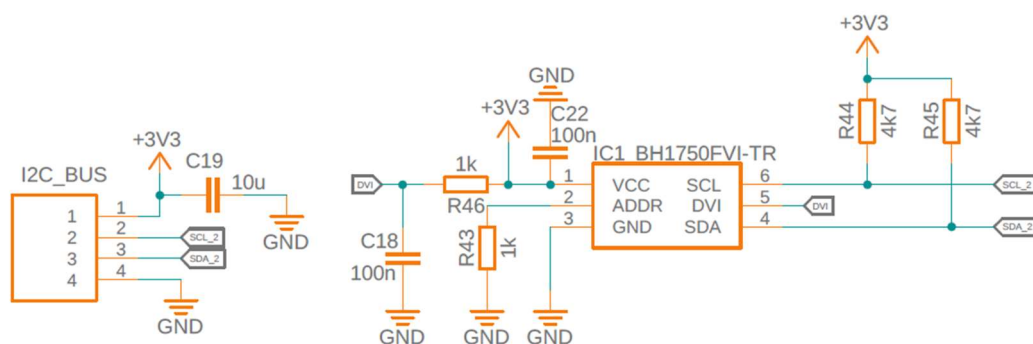 I2C_BUS
1
2
3
4
1
2
3
4
+3V3
C19
10u
GND
SCL_2
SDA_2
GND
DVI
1k
R46
C18
100n
GND
+3V3
R43
1k
GND
GND
C22
100n
GND
IC1 BH1750FVI-TR
1 VCC SCL 6
2 ADDR DVI 5
3 GND SDA 4
DVI
+3V3
R44
4k7
R45
4k7
SCL_2
SDA_2